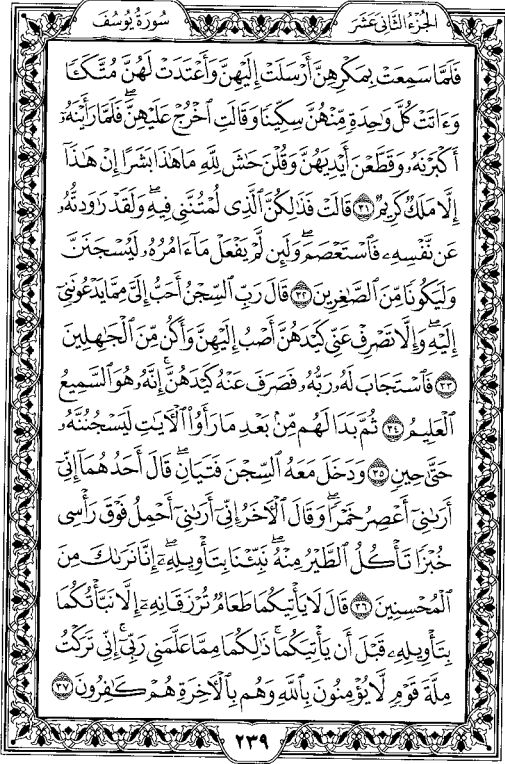 الجزء الثاني عشر
سورة يوسف
فَلَمَّا سَمِعَتْ بِمَكْرِهِنَّ أَرْسَلَتْ إِلَيْهِنَّ وَأَعْتَدَتْ لَهُنَّ مُتَّكَـًٔا
وَءَاتَتْ كُلَّ وَٰحِدَةٍ مِّنْهُنَّ سِكِّينًا وَقَالَتِ ٱخْرُجْ عَلَيْهِنَّ ۖ فَلَمَّا رَأَيْنَهُۥٓ
أَكْبَرْنَهُۥ وَقَطَّعْنَ أَيْدِيَهُنَّ وَقُلْنَ حَٰشَ لِلَّهِ مَا هَٰذَا بَشَرًا إِنْ هَٰذَآ
إِلَّا مَلَكٌ كَرِيمٌ ٣١ قَالَتْ فَذَٰلِكُنَّ ٱلَّذِى لُمْتُنَّنِى فِيهِ ۖ وَلَقَدْ رَٰوَدتُّهُۥ
عَن نَّفْسِهِۦ فَٱسْتَعْصَمَ ۖ وَلَئِن لَّمْ يَفْعَلْ مَآ ءَامُرُهُۥ لَيُسْجَنَنَّ
وَلَيَكُونًا مِّنَ ٱلصَّٰغِرِينَ ٣٢ قَالَ رَبِّ ٱلسِّجْنُ أَحَبُّ إِلَىَّ مِمَّا يَدْعُونَنِىٓ
إِلَيْهِ ۖ وَإِلَّا تَصْرِفْ عَنِّى كَيْدَهُنَّ أَصْبُ إِلَيْهِنَّ وَأَكُن مِّنَ ٱلْجَٰهِلِينَ
٣٣ فَٱسْتَجَابَ لَهُۥ رَبُّهُۥ فَصَرَفَ عَنْهُ كَيْدَهُنَّ ۚ إِنَّهُۥ هُوَ ٱلسَّمِيعُ
ٱلْعَلِيمُ ٣٤ ثُمَّ بَدَا لَهُم مِّنۢ بَعْدِ مَا رَأَوُا۟ ٱلْءَايَٰتِ لَيَسْجُنُنَّهُۥ
حَتَّىٰ حِينٍ ٣٥ وَدَخَلَ مَعَهُ ٱلسِّجْنَ فَتَيَانِ ۖ قَالَ أَحَدُهُمَآ إِنِّىٓ
أَرَىٰنِىٓ أَعْصِرُ خَمْرًا ۖ وَقَالَ ٱلْءَاخَرُ إِنِّىٓ أَرَىٰنِىٓ أَحْمِلُ فَوْقَ رَأْسِى
خُبْزًا تَأْكُلُ ٱلطَّيْرُ مِنْهُ ۖ نَبِّئْنَا بِتَأْوِيلِهِۦٓ ۖ إِنَّا نَرَىٰكَ مِنَ
ٱلْمُحْسِنِينَ ٣٦ قَالَ لَا يَأْتِيكُمَا طَعَامٌ تُرْزَقَانِهِۦٓ إِلَّا نَبَّأْتُكُمَا
بِتَأْوِيلِهِۦ قَبْلَ أَن يَأْتِيَكُمَا ۚ ذَٰلِكُمَا مِمَّا عَلَّمَنِى رَبِّىٓ ۚ إِنِّى تَرَكْتُ
مِلَّةَ قَوْمٍ لَّا يُؤْمِنُونَ بِٱللَّهِ وَهُم بِٱلْءَاخِرَةِ هُمْ كَٰفِرُونَ ٣٧
٢٣٩